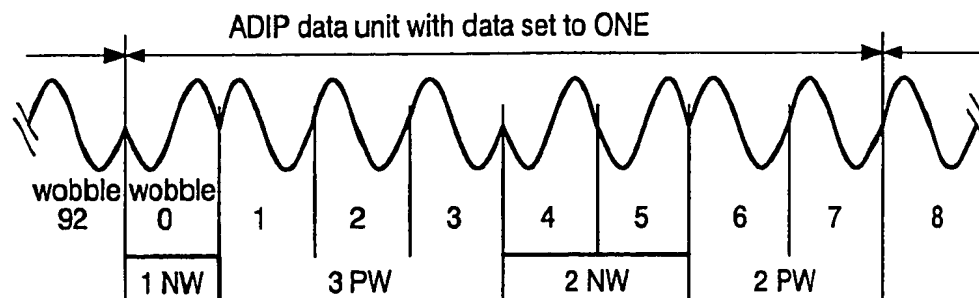 ADIP data unit with data set to ONE
wobble wobble
92 0 1 2 3 4 5 6 7 8
1 NW 3 PW 2 NW 2 PW